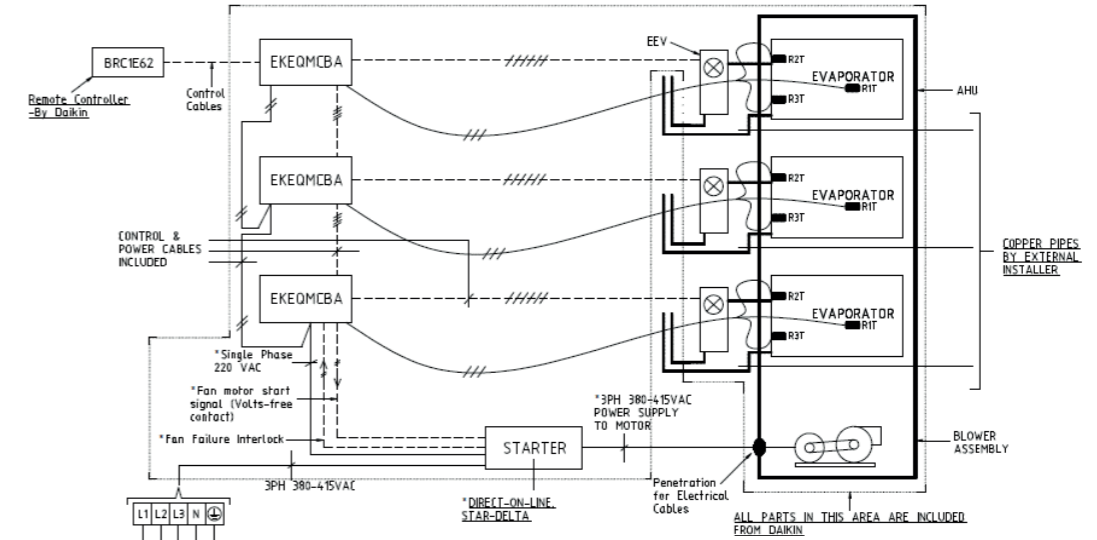 BRC1E62
Remote Controller
-By Daikin
Control
Cables
EKEQMCBA
EEV
R2T
EVAPORATOR
R1T
R3T
AHU
EKEQMCBA
R2T
EVAPORATOR
R1T
R3T
CONTROL &
POWER CABLES
INCLUDED
COPPER PIPES
BY EXTERNAL
INSTALLER
EKEQMCBA
R2T
EVAPORATOR
R1T
R3T
*Single Phase
220 VAC
*Fan motor start
signal (Volts-free
contact)
*Fan Failure Interlock
*3PH 380-415VAC
POWER SUPPLY
TO MOTOR
STARTER
BLOWER
ASSEMBLY
3PH 380-415VAC
*DIRECT-ON-LINE,
STAR-DELTA
Penetration
for Electrical
Cables
L1 L2 L3 N
ALL PARTS IN THIS AREA ARE INCLUDED
FROM DAIKIN